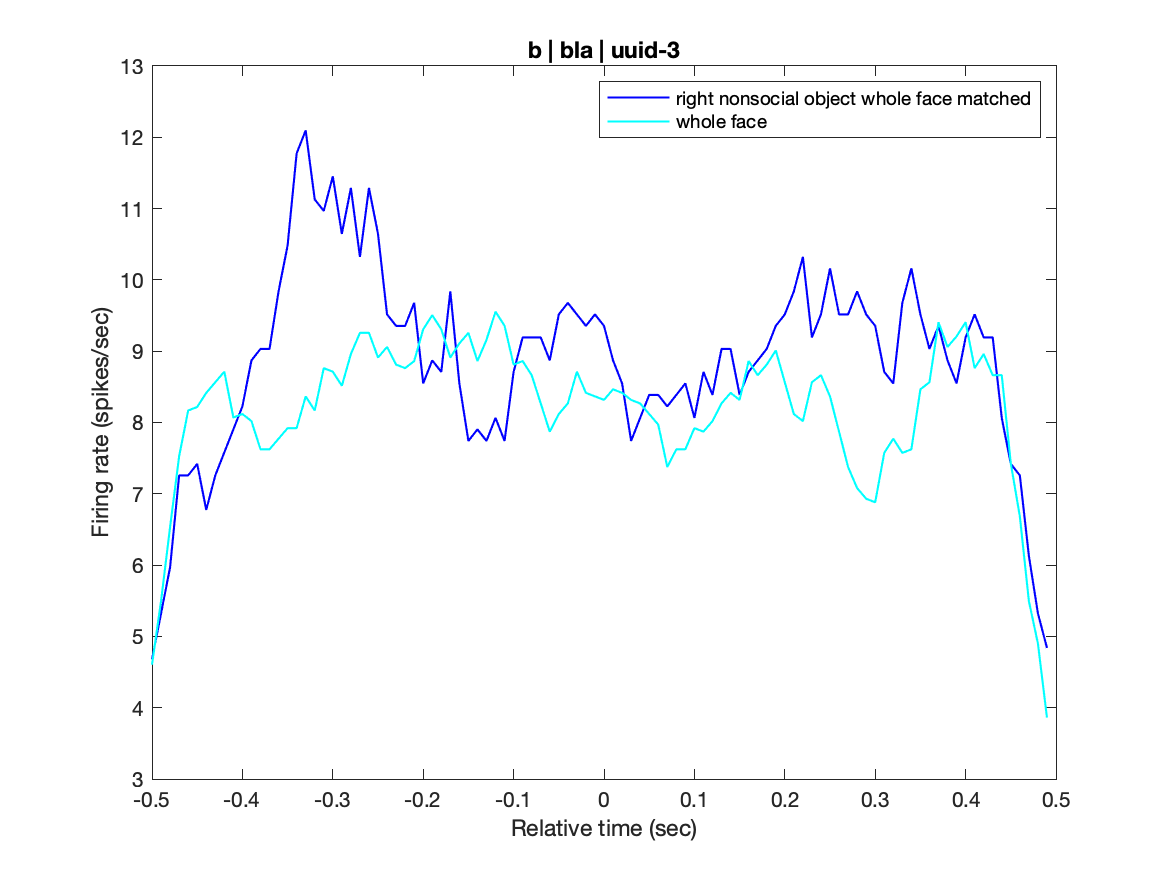 b | bla | uuid-3
right nonsocial object whole face matched
whole face
Firing rate (spikes/sec)
13
12
11
10
9
8
7
6
5
4
3
-0.5 -0.4 -0.3 -0.2 -0.1 0 0.1 0.2 0.3 0.4 0.5
Relative time (sec)